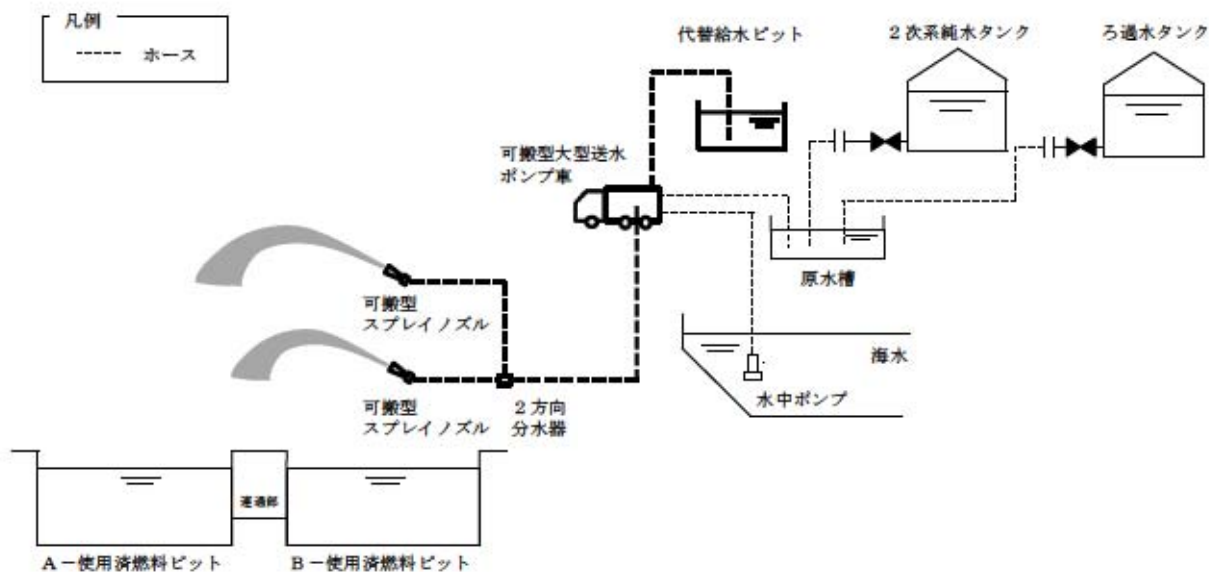 凡例
ホース
代替給水ピット
2次系純水タンク
ろ過水タンク
可搬型大型送水
ポンプ車
原水槽
可搬型
スプレイノズル
海水
水中ポンプ
可搬型
スプレイノズル
2方向
分水器
連通部
A－使用済燃料ピット
B－使用済燃料ピット